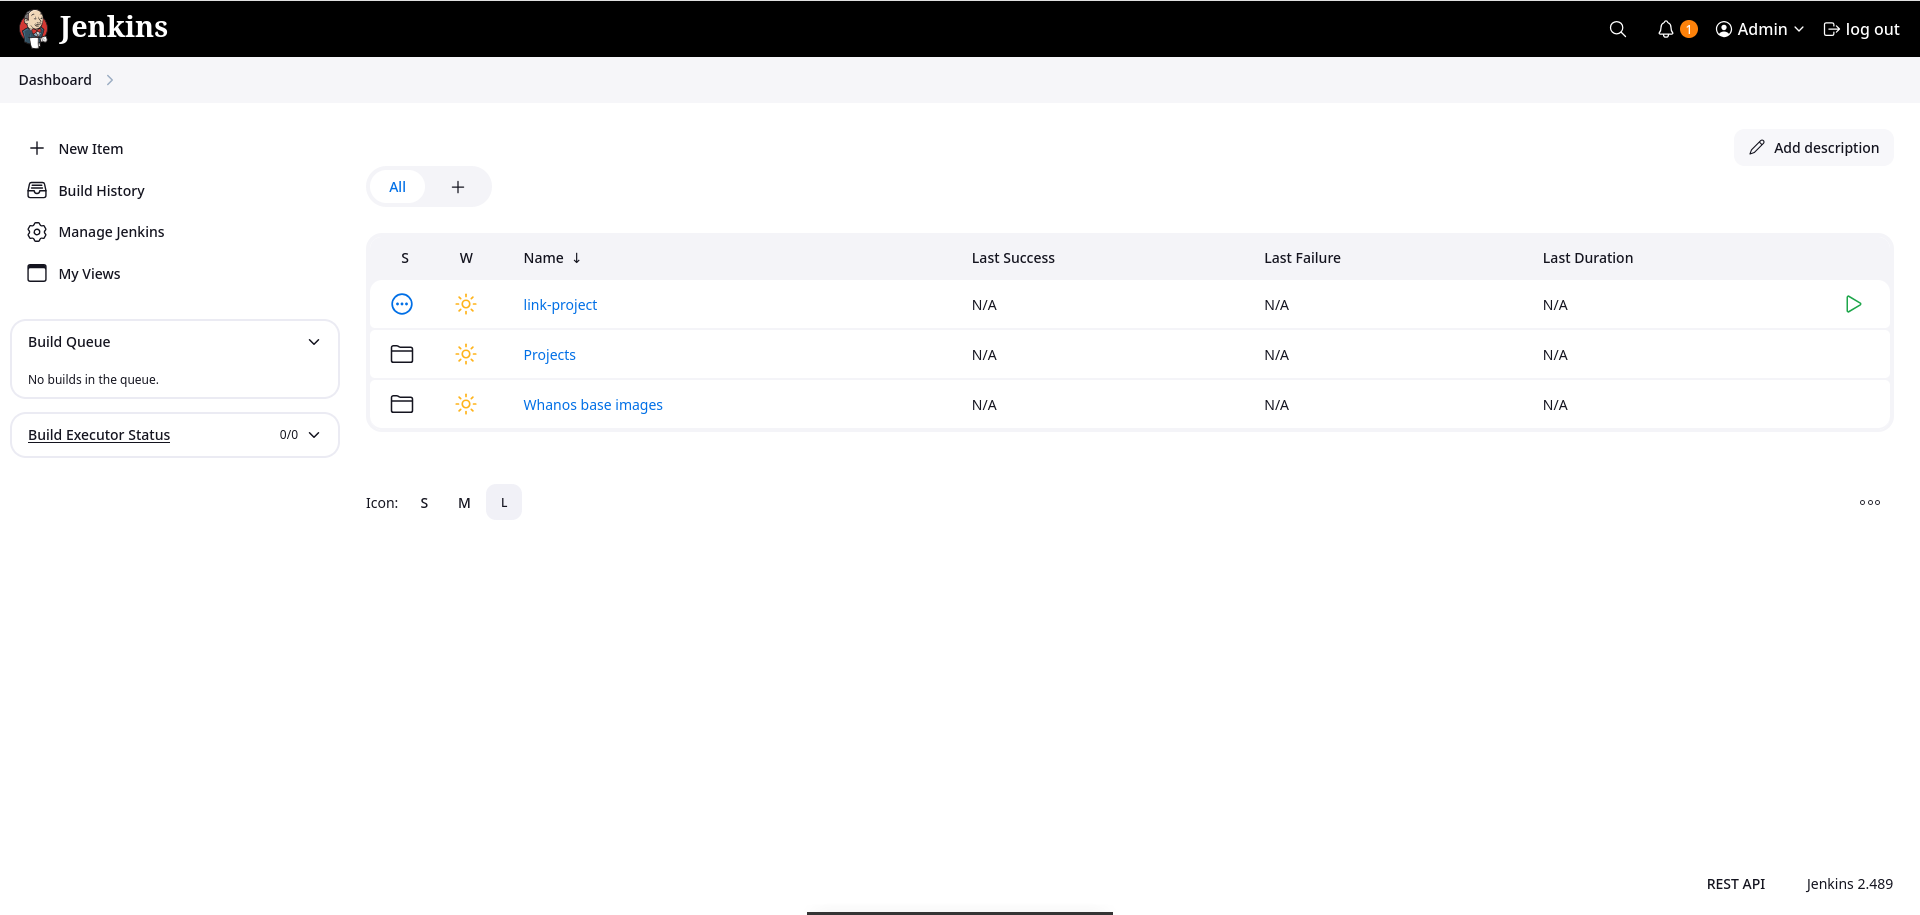 Jenkins
1
Admin
log out
Dashboard
New Item
Build History
Manage Jenkins
My Views
Build Queue
No builds in the queue.
Build Executor Status 0/0
Add description
All
S W Name ↓ Last Success Last Failure Last Duration
link-project N/A N/A N/A
Projects N/A N/A N/A
Whanos base images N/A N/A N/A
Icon: S M L
REST API Jenkins 2.489